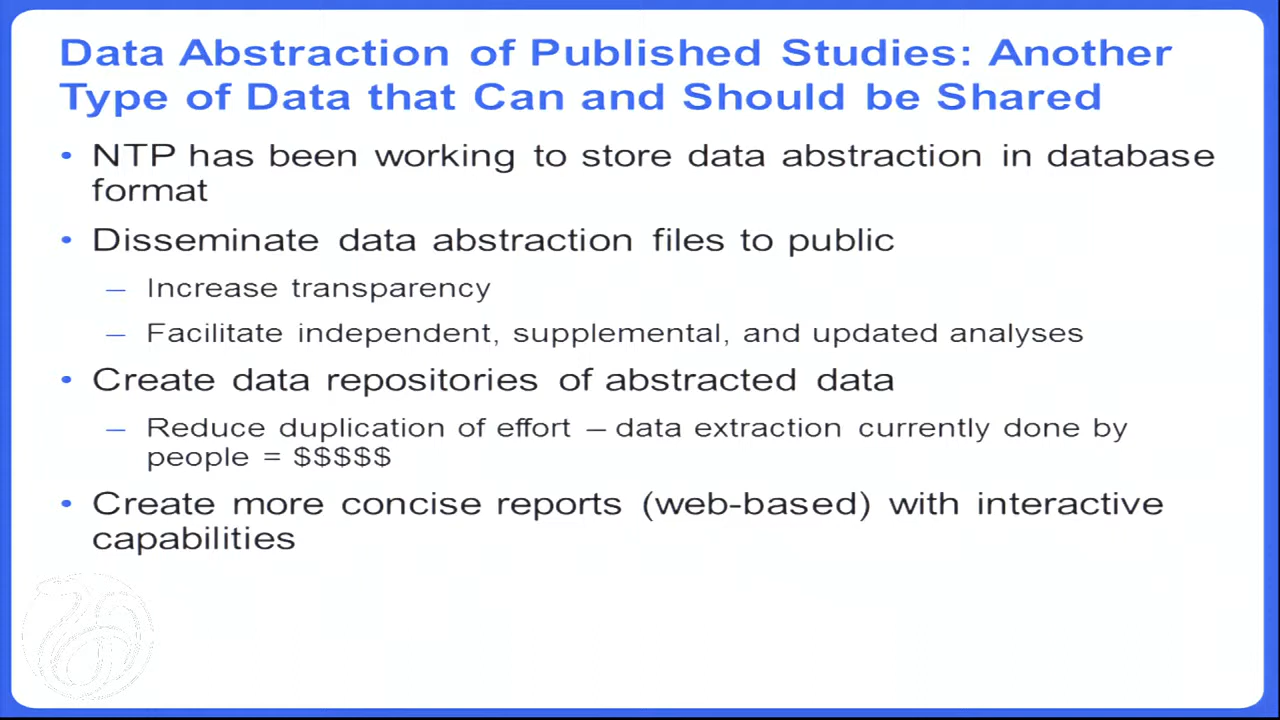 Data Abstraction of Published Studies: Another
Type of Data that Can and Should be Shared
• NTP has been working to store data abstraction in database
format
• Disseminate data abstraction files to public
– Increase transparency
– Facilitate independent, supplemental, and updated analyses
• Create data repositories of abstracted data
– Reduce duplication of effort – data extraction currently done by
people = $$$$$
• Create more concise reports (web-based) with interactive
capabilities